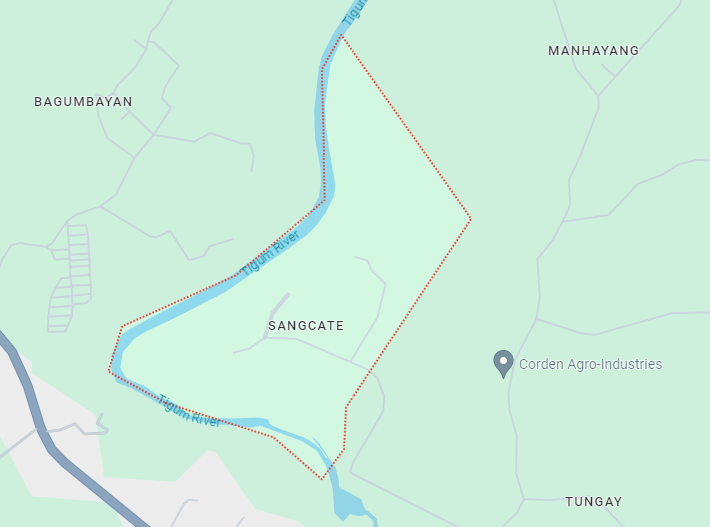 MANHAYANG
BAGUMBAYAN
Tigum River
SANGCATE
Corden Agro-Industries
Tigum River
TUNGAY